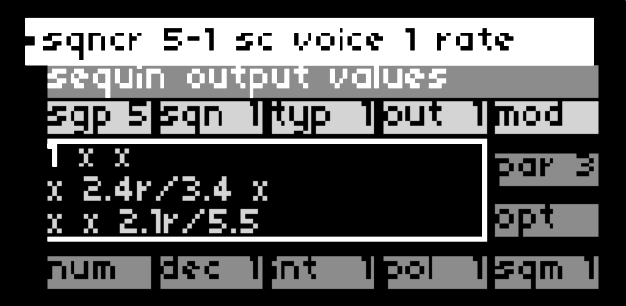 sqncr 5-1 sc voice 1 rate
sequin output values
sgp 5 sqn 1 typ 1 out 1 mod
1 x x
par 3
x 2.4r/3.4 x
x x 2.1r/5.5
opt
num dec 1 int 1 pol 1 sqm 1